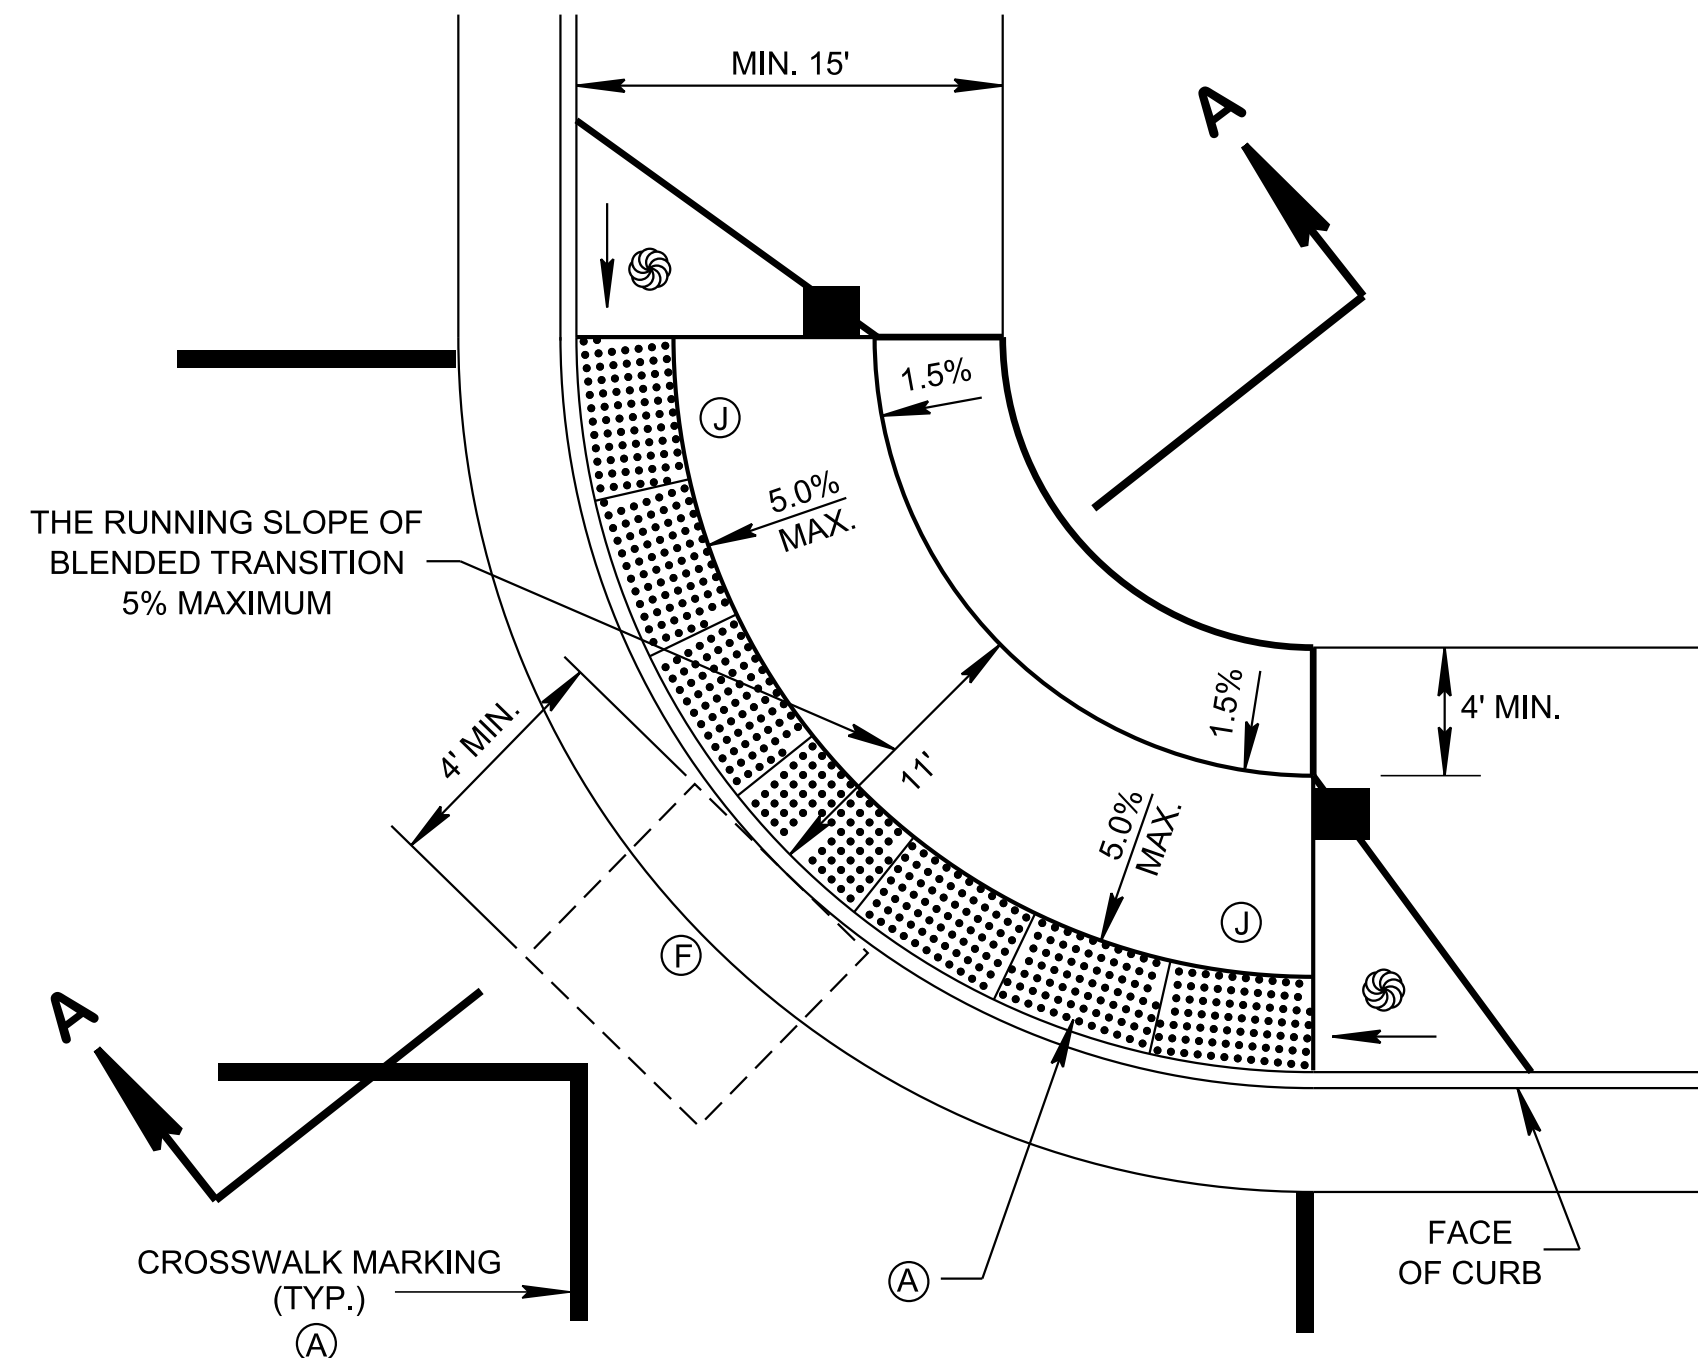 MIN. 15'
A
1.5%
J
5.0%
MAX.
THE RUNNING SLOPE OF
BLENDED TRANSITION
5% MAXIMUM
4' MIN.
11'
1.5%
4' MIN.
5.0%
MAX.
J
F
A
CROSSWALK MARKING
(TYP.)
A
A
FACE
OF CURB